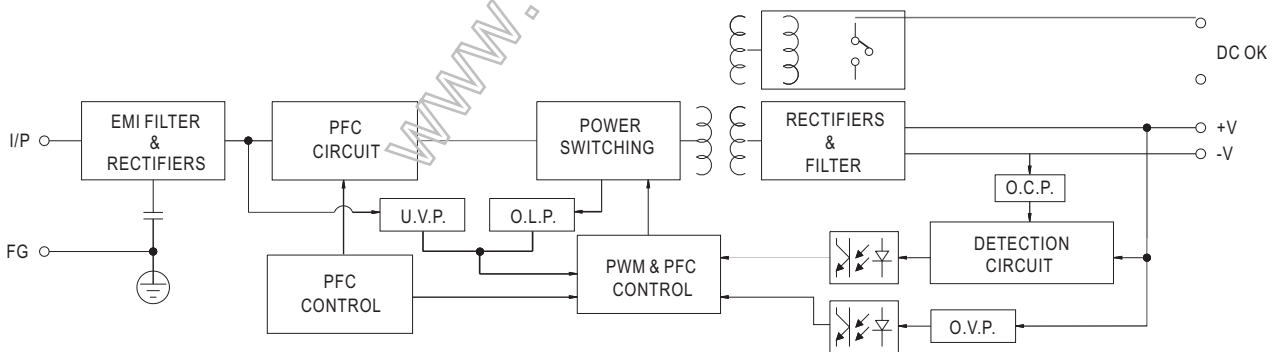 DC OK
I/P
EMI FILTER
&
RECTIFIERS
PFC
CIRCUIT
POWER
SWITCHING
RECTIFIERS
&
FILTER
+V
-V
O.C.P.
U.V.P.
O.L.P.
FG
PFC
CONTROL
PWM & PFC
CONTROL
DETECTION
CIRCUIT
O.V.P.
www.